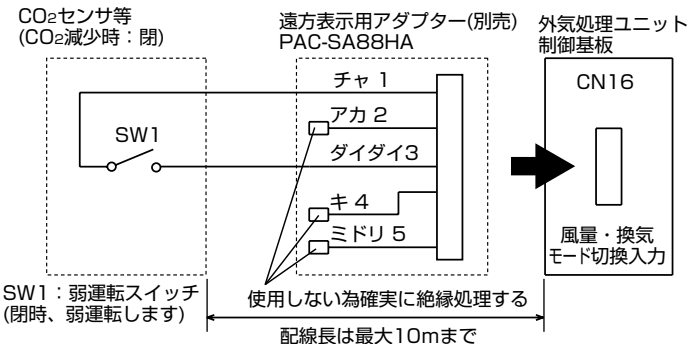 CO₂センサ等
(CO₂減少時：閉)
遠方表示用アダプター(別売)
PAC-SA88HA
外気処理ユニット
制御基板
チャ 1
CN16
アカ 2
SW1
ダイダイ3
キ 4
ミドリ 5
風量・換気
モード切換入力
SW1：弱運転スイッチ
(閉時、弱運転します)
使用しない為確実に絶縁処理する
配線長は最大10mまで